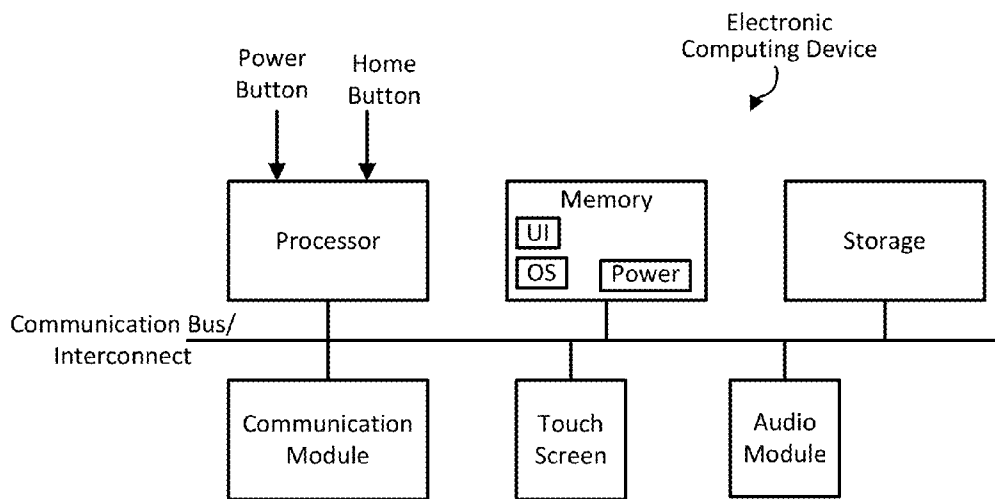 Electronic
Computing Device
Power
Button
Home
Button
Processor
Memory
UI
OS
Power
Storage
Communication Bus/
Interconnect
Communication
Module
Touch
Screen
Audio
Module